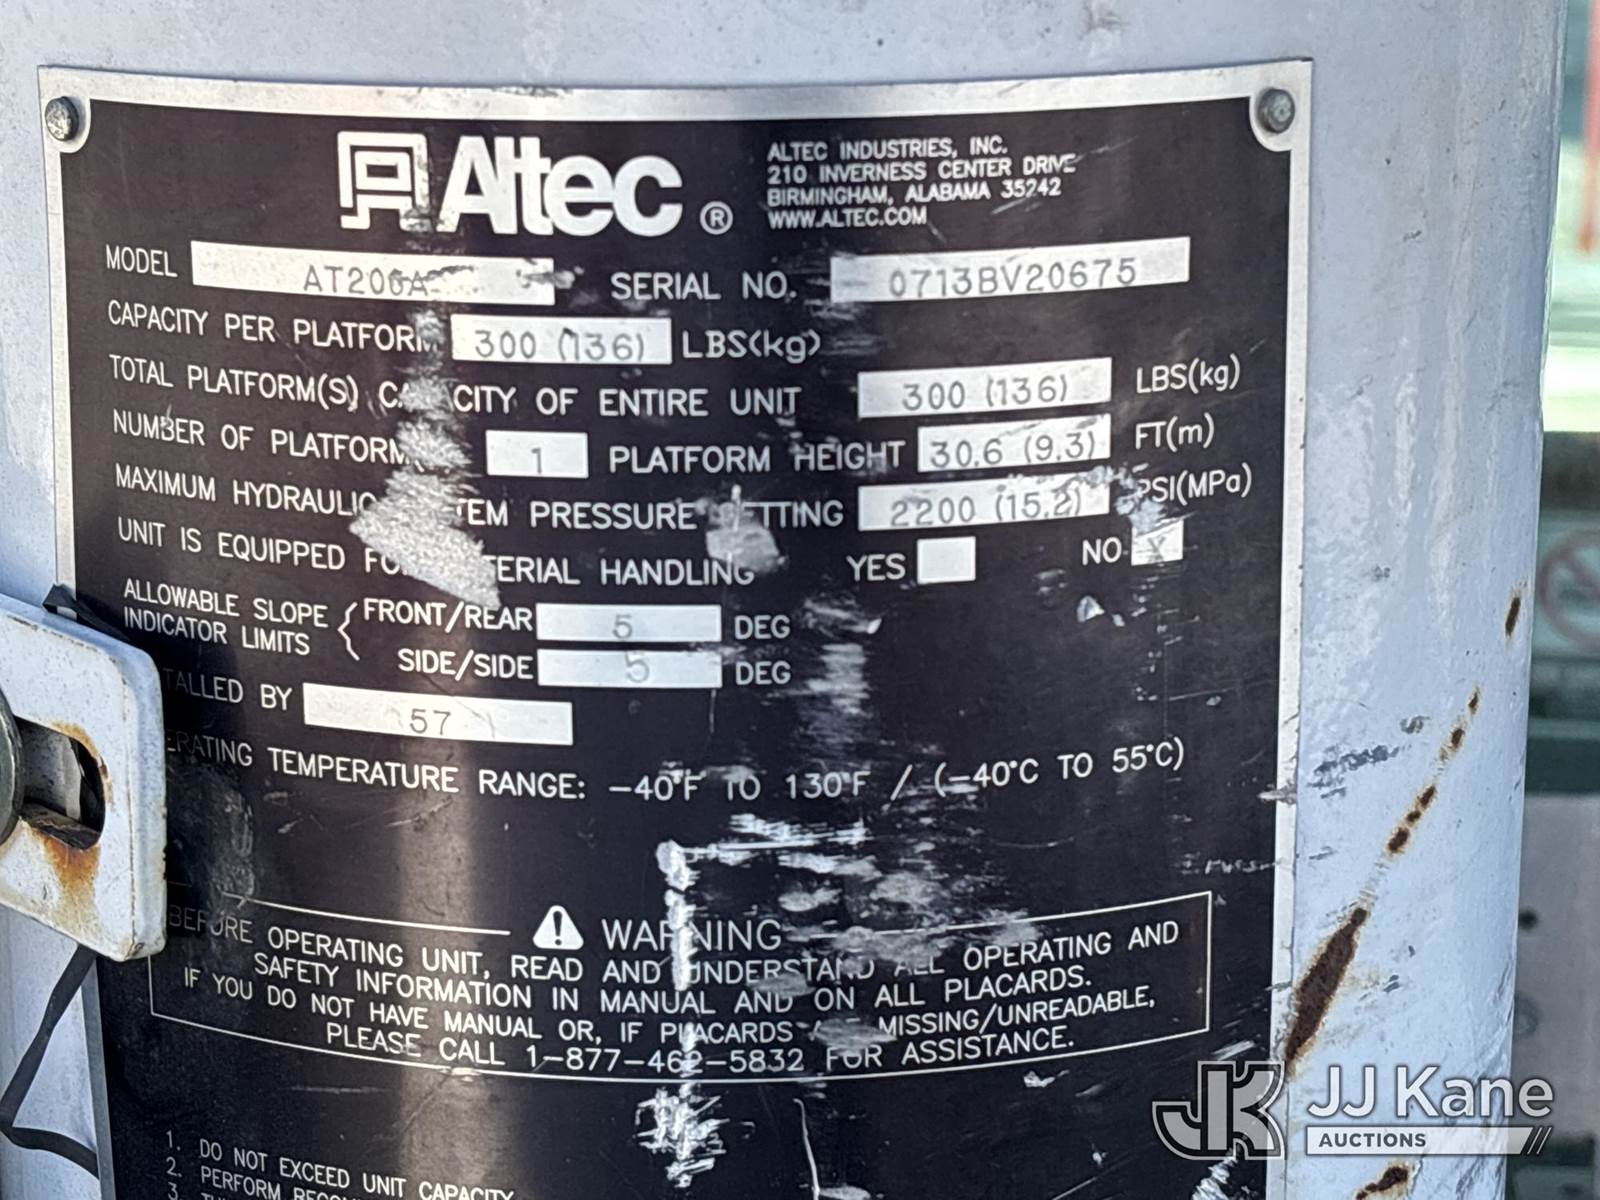 Altec ®
ALTEC INDUSTRIES, INC.
210 INVERNESS CENTER DRIVE
BIRMINGHAM, ALABAMA 35242
WWW.ALTEC.COM
MODEL SERIAL NO. 0713BV20675
CAPACITY PER PLATFORM 300 (136) LBS(kg)
TOTAL PLATFORM(S) CAPACITY OF ENTIRE UNIT 300 (136) LBS(kg)
NUMBER OF PLATFORM 1 PLATFORM HEIGHT 30.6 (9.3) FT(m)
MAXIMUM HYDRAULIC PRESSURE SETTING 2200 (15.2) PSI(MPa)
UNIT IS EQUIPPED HANDLING YES NO X
ALLOWABLE SLOPE INDICATOR LIMITS { FRONT/REAR 5 DEG
SIDE/SIDE 5 DEG
TALLED BY 57
ERATING TEMPERATURE RANGE: -40°F TO 130°F / (-40°C TO 55°C)
WARNING
BEFORE OPERATING UNIT, READ AND UNDERSTAND ALL OPERATING AND
SAFETY INFORMATION IN MANUAL AND ON ALL PLACARDS.
IF YOU DO NOT HAVE MANUAL OR, IF PLACARDS MISSING/UNREADABLE,
PLEASE CALL 1-877-462-5832 FOR ASSISTANCE.
1. DO NOT EXCEED UNIT CAPACITY
2. PERFORM
3.
JK JJ Kane
AUCTIONS